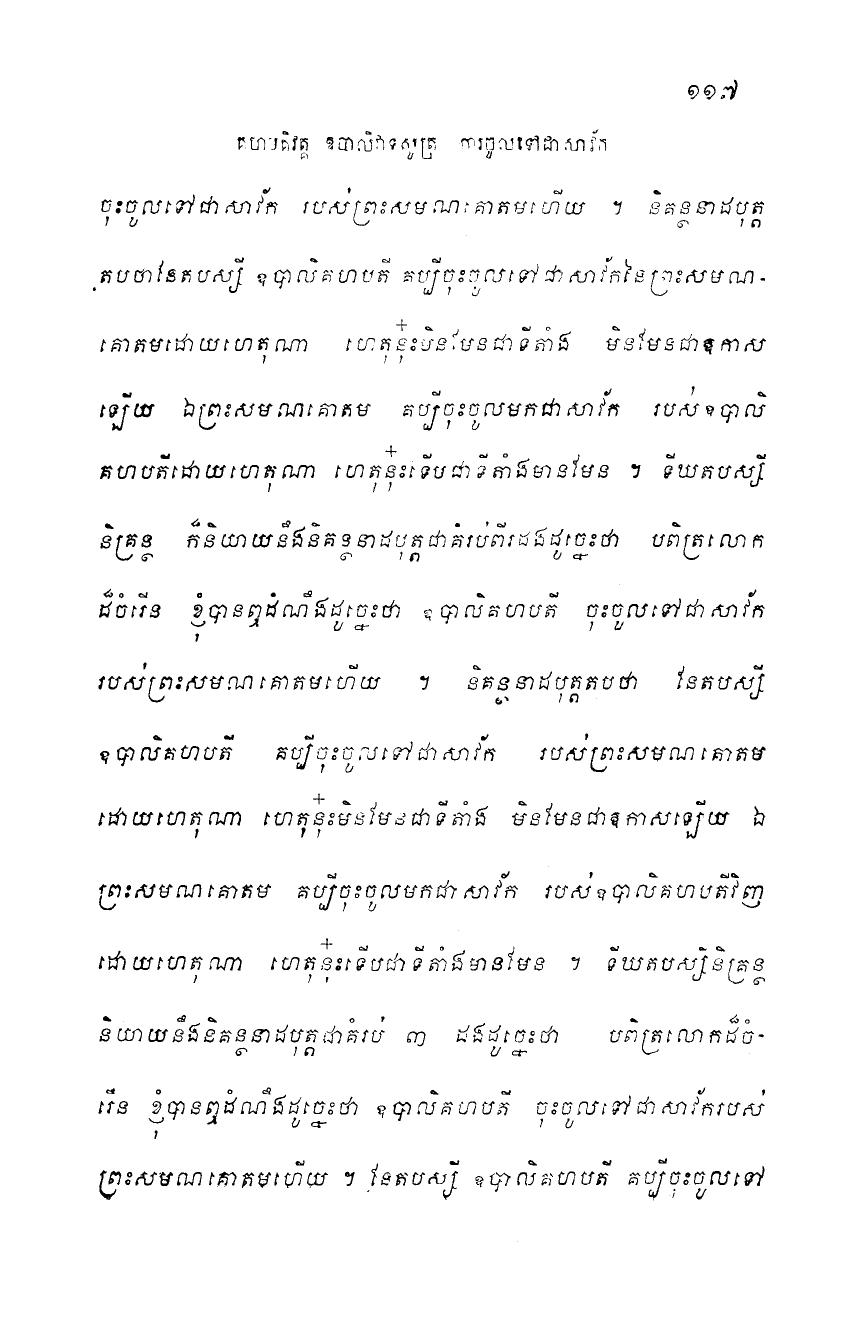 ១១៧
គហបតិវគ្គ ឧបាលិវាទសូត្រ ការចូលទៅជាសាវ័ក
ចុះចូលទៅជាសាវ័ក របស់ព្រះសមណគោតមហើយ ។ និគន្ថនាដបុត្ត
តបថានៃតបស្សី ឧបាលិគហបតី គប្បីចុះចូលទៅជាសាវ័កនៃព្រះសមណ-
គោតមដោយហេតុណា ហេតុនុ៎ះមិនមែនជាទីតាំង មិនមែនជាឱកាស
ឡើយ ឯព្រះសមណគោតម គប្បីចុះចូលមកជាសាវ័ក របស់ឧបាលិ
គហបតីដោយហេតុណា ហេតុនុ៎ះទើបជាទីតាំងមានមែន ។ ទីឃតបស្សី
និគ្រន្ថ ក៏និយាយនឹងនិគន្ថនាដបុត្តជាគំរប់ពីរដងដូច្នេះថា បពិត្រលោក
ដ៏ចំរើន ខ្ញុំបានឮដំណឹងដូច្នេះថា ឧបាលិគហបតី ចុះចូលទៅជាសាវ័ក
របស់ព្រះសមណគោតមហើយ ។ និគន្ថនាដបុត្តតបថា នៃតបស្សី
ឧបាលិគហបតី គប្បីចុះចូលទៅជាសាវ័ក របស់ព្រះសមណគោតម
ដោយហេតុណា ហេតុនុ៎ះមិនមែនជាទីតាំង មិនមែនជាឱកាសឡើយ ឯ
ព្រះសមណគោតម គប្បីចុះចូលមកជាសាវ័ក របស់ឧបាលិគហបតីវិញ
ដោយហេតុណា ហេតុនុ៎ះទើបជាទីតាំងមានមែន ។ ទីឃតបស្សិនិគ្រន្ថ
និយាយនឹងនិគន្ថនាដបុត្តជាគំរប់ ៣ ដងដូច្នេះថា បពិត្រលោកដ៏ចំ-
រើន ខ្ញុំបានឮដំណឹងដូច្នេះថា ឧបាលិគហបតី ចុះចូលទៅជាសាវ័ករបស់
ព្រះសមណគោតមហើយ ។ នៃតបស្សី ឧបាលិគហបតី គប្បីចុះចូលទៅ